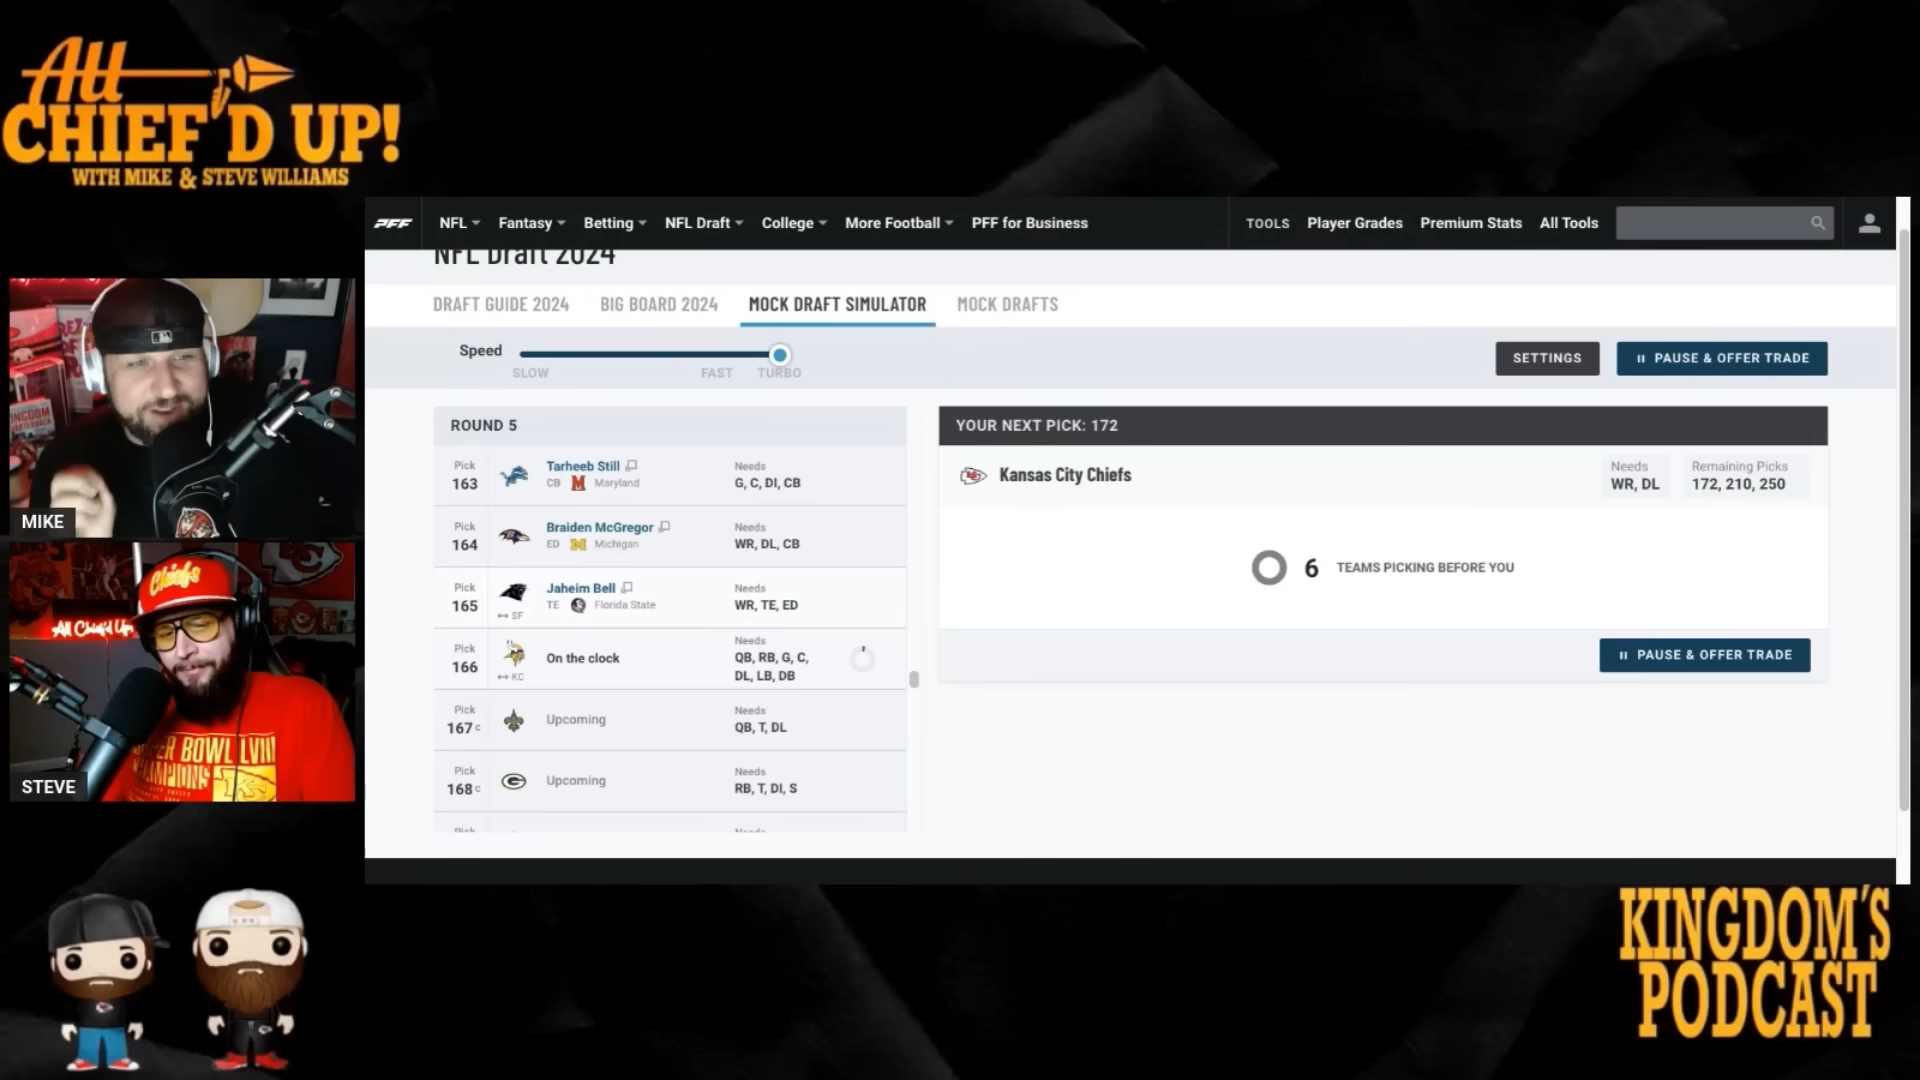 All
CHIEF'D UP!
WITH MIKE & STEVE WILLIAMS
PFF
NFL
Fantasy
Betting
NFL Draft
College
More Football
PFF for Business
TOOLS
Player Grades
Premium Stats
All Tools
NFL Draft 2024
DRAFT GUIDE 2024
BIG BOARD 2024
MOCK DRAFT SIMULATOR
MOCK DRAFTS
Speed
SLOW
FAST
TURBO
SETTINGS
PAUSE & OFFER TRADE
ROUND 5
Pick
163
Tarheeb Still
CB M Maryland
Needs
G, C, DI, CB
Pick
164
Braiden McGregor
ED M Michigan
Needs
WR, DL, CB
Pick
165
↔ SF
Jaheim Bell
TE Florida State
Needs
WR, TE, ED
Pick
166
↔ KC
On the clock
Needs
QB, RB, G, C,
DL, LB, DB
Pick
167 c
Upcoming
Needs
QB, T, DL
Pick
168 c
G
Upcoming
Needs
RB, T, DI, S
Pick
Needs
YOUR NEXT PICK: 172
KC
Kansas City Chiefs
Needs
WR, DL
Remaining Picks
172, 210, 250
6 TEAMS PICKING BEFORE YOU
PAUSE & OFFER TRADE
MIKE
Chiefs
All Chief'd Up!
SUPER BOWL LVIII
CHAMPIONS
STEVE
KINGDOM'S
PODCAST